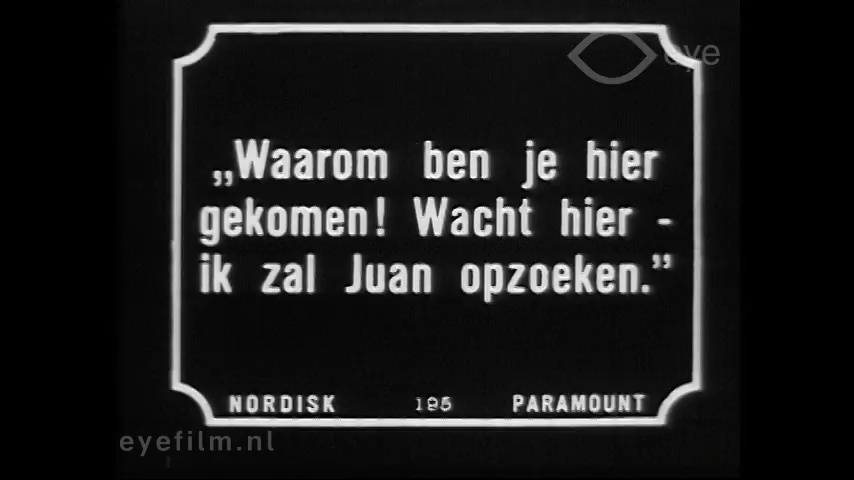 eye
„Waarom ben je hier
gekomen! Wacht hier -
ik zal Juan opzoeken.”
NORDISK 195 PARAMOUNT
eyefilm.nl